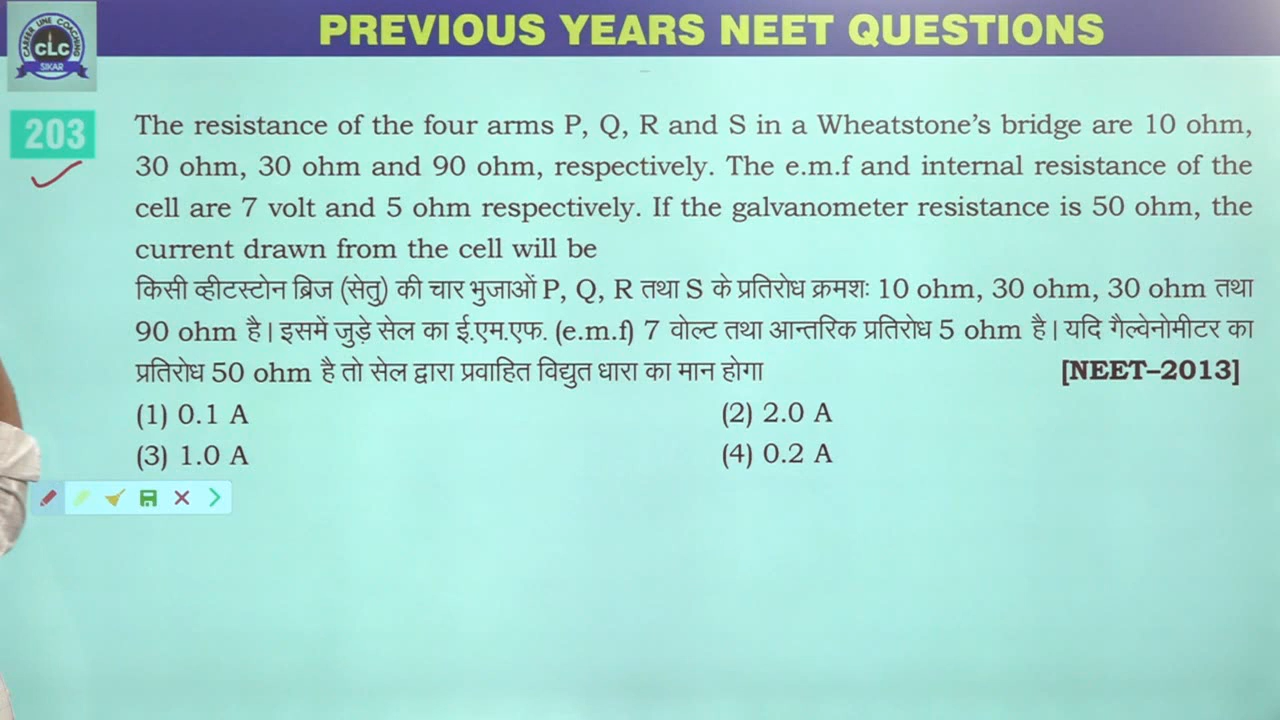 PREVIOUS YEARS NEET QUESTIONS
CAREER LINE COACHING
CLC
SIKAR
203
The resistance of the four arms P, Q, R and S in a Wheatstone's bridge are 10 ohm,
30 ohm, 30 ohm and 90 ohm, respectively. The e.m.f and internal resistance of the
cell are 7 volt and 5 ohm respectively. If the galvanometer resistance is 50 ohm, the
current drawn from the cell will be
किसी व्हीटस्टोन ब्रिज (सेतु) की चार भुजाओं P, Q, R तथा S के प्रतिरोध क्रमशः 10 ohm, 30 ohm, 30 ohm तथा
90 ohm है। इसमें जुड़े सेल का ई.एम.एफ. (e.m.f) 7 वोल्ट तथा आन्तरिक प्रतिरोध 5 ohm है। यदि गैल्वेनोमीटर का
प्रतिरोध 50 ohm है तो सेल द्वारा प्रवाहित विद्युत धारा का मान होगा [NEET–2013]
(1) 0.1 A (2) 2.0 A
(3) 1.0 A (4) 0.2 A